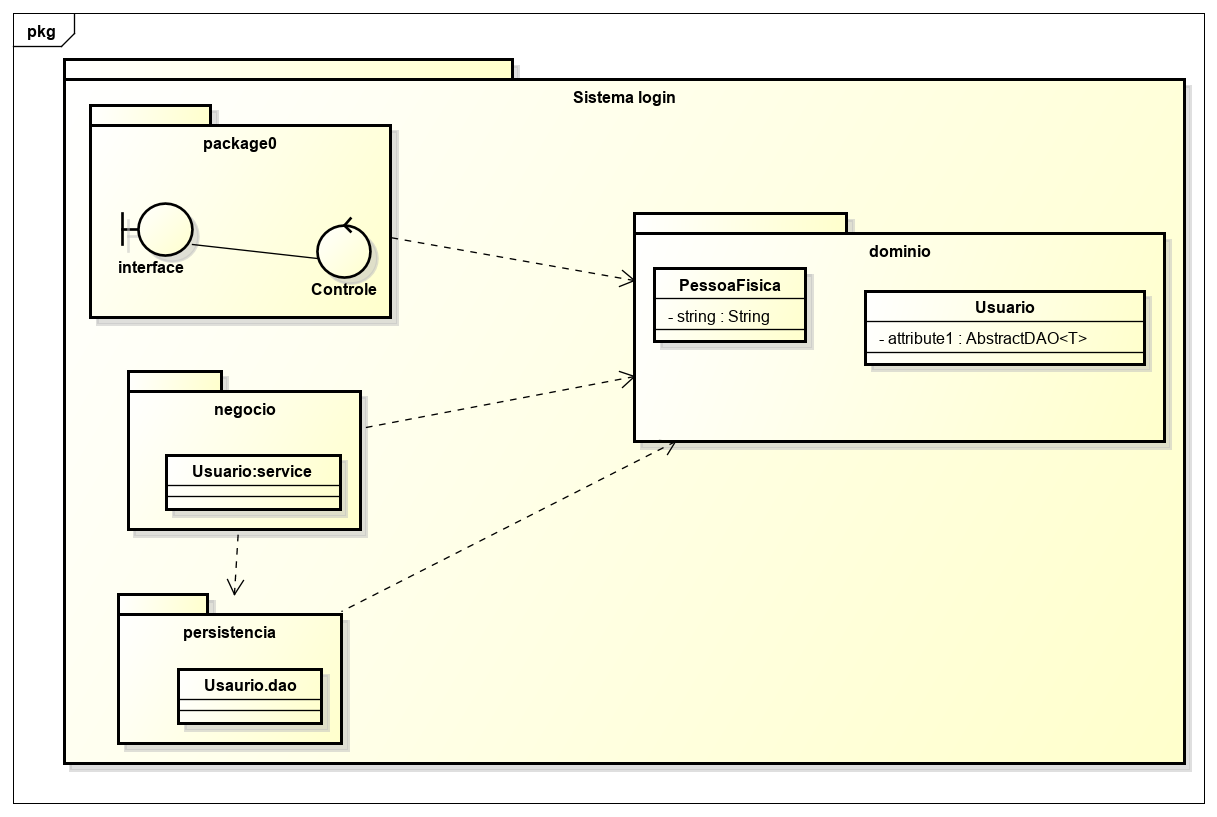 pkg
Sistema login
package0
interface
Controle
dominio
PessoaFisica
- string : String
Usuario
- attribute1 : AbstractDAO<T>
negocio
Usuario:service
persistencia
Usaurio.dao